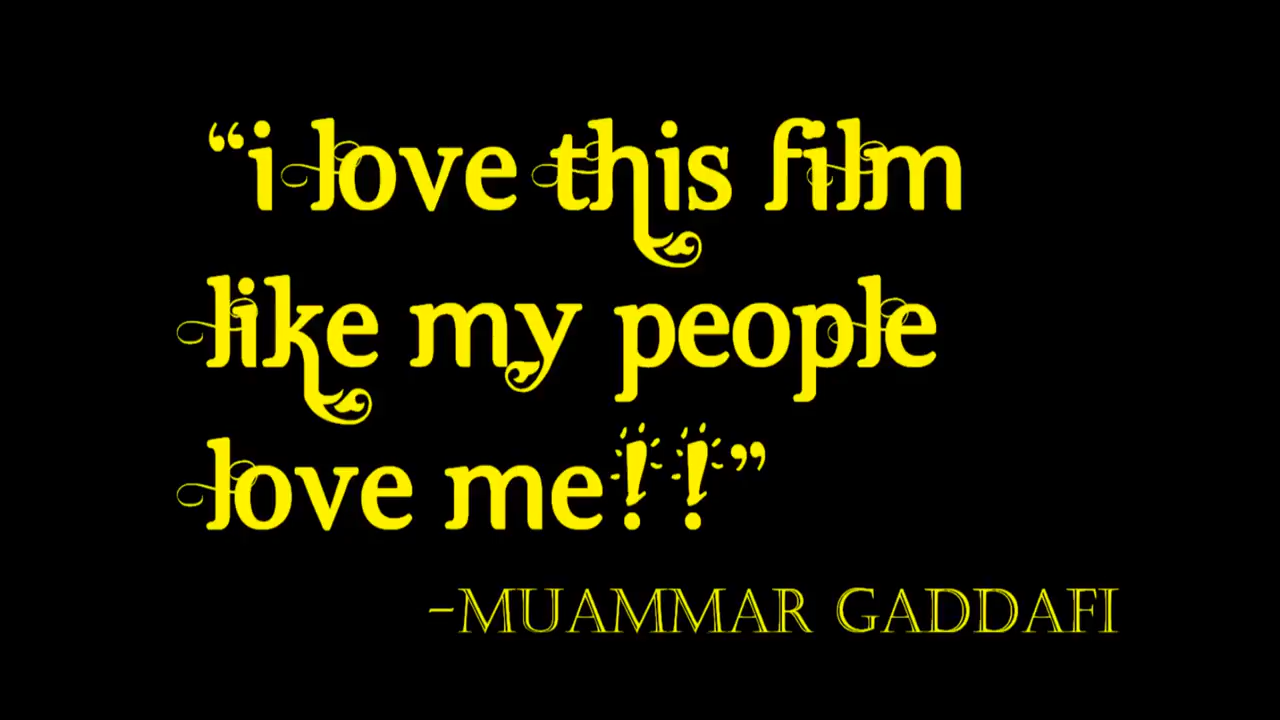 “i love this film
like my people
love me!!”
-MUAMMAR GADDAFI